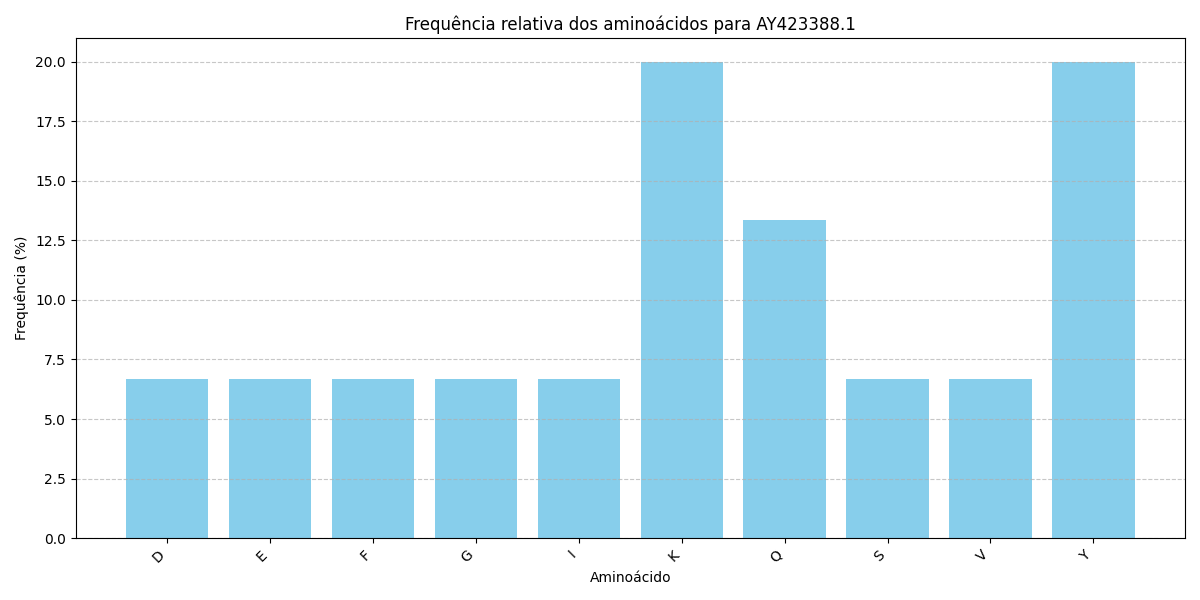 Frequência relativa dos aminoácidos para AY423388.1
Frequência (%)
20.0
17.5
15.0
12.5
10.0
7.5
5.0
2.5
0.0
D E F G I K Q S V Y
Aminoácido